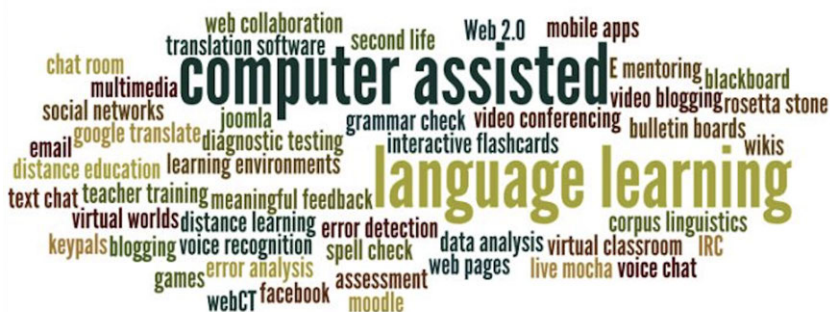 web collaboration
translation software
second life
Web 2.0
mobile apps
chat room
multimedia
computer assisted
E mentoring
blackboard
video blogging
rosetta stone
social networks
joomla
grammar check
video conferencing
bulletin boards
google translate
diagnostic testing
interactive flashcards
wikis
email
distance education
learning environments
language learning
text chat
teacher training
meaningful feedback
virtual worlds
distance learning
error detection
corpus linguistics
keypals
blogging
voice recognition
spell check
data analysis
virtual classroom
IRC
games
error analysis
assessment
web pages
live mocha
voice chat
webCT
facebook
moodle